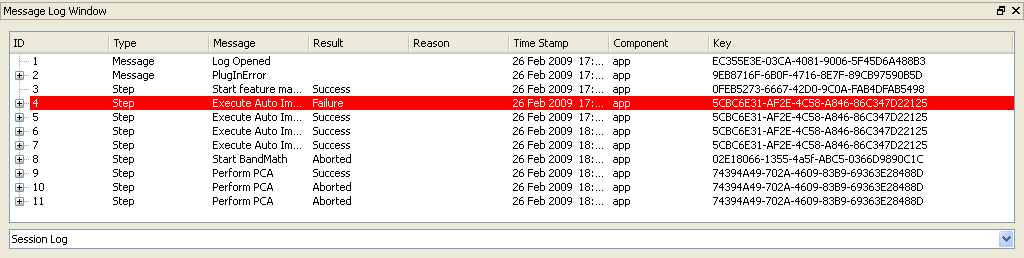 Message Log Window
ID Type Message Result Reason Time Stamp Component Key
1 Message Log Opened 26 Feb 2009 17:... app EC355E3E-03CA-4081-9006-5F45D6A488B3
2 Message PlugInError 26 Feb 2009 17:... app 9EB8716F-6B0F-4716-8E7F-89CB97590B5D
3 Step Start feature ma... Success 26 Feb 2009 17:... app 0FEB5273-6667-42D0-9C0A-FAB4DFAB5498
4 Step Execute Auto Im... Failure 26 Feb 2009 17:... app 5CBC6E31-AF2E-4C58-A846-86C347D22125
5 Step Execute Auto Im... Success 26 Feb 2009 17:... app 5CBC6E31-AF2E-4C58-A846-86C347D22125
6 Step Execute Auto Im... Success 26 Feb 2009 18:... app 5CBC6E31-AF2E-4C58-A846-86C347D22125
7 Step Execute Auto Im... Success 26 Feb 2009 18:... app 5CBC6E31-AF2E-4C58-A846-86C347D22125
8 Step Start BandMath Aborted 26 Feb 2009 18:... app 02E18066-1355-4a5f-ABC5-0366D9890C1C
9 Step Perform PCA Success 26 Feb 2009 18:... app 74394A49-702A-4609-83B9-69363E28488D
10 Step Perform PCA Aborted 26 Feb 2009 18:... app 74394A49-702A-4609-83B9-69363E28488D
11 Step Perform PCA Aborted 26 Feb 2009 18:... app 74394A49-702A-4609-83B9-69363E28488D
Session Log